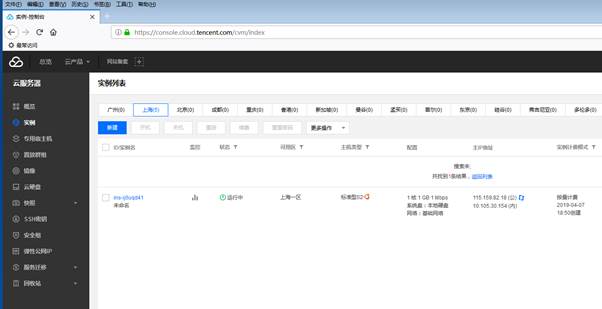 文件(F) 编辑(E) 查看(V) 历史(S) 书签(B) 工具(T) 帮助(H)
实例-控制台
https://console.cloud.tencent.com/cvm/index
最常访问
总览 云产品
云服务器 实例列表
概览
实例
专用宿主机
置放群组
镜像
云硬盘
快照
SSH密钥
安全组
弹性公网IP
服务迁移
回收站
广州(0) 上海(5) 北京(0) 成都(0) 重庆(0) 香港(0) 新加坡(0) 曼谷(0) 孟买(0) 首尔(0) 东京(0) 硅谷(0) 弗吉尼亚(0) 多伦多(0)
新建 开机 关机 重启 续费 重置密码 更多操作
ID/实例名 监控 状态 可用区 主机类型 配置 主IP地址 实例计费模式
搜索来
共找到1条结果, 返回列表
运行中 上海一区 标准型S2 1 核 1 GB 1 Mbps 115.159.82.18 (公) 按量计费
未命名 系统盘:本地硬盘 10.105.30.154 (内) 2019-04-07
网络:基础网络 18:50创建